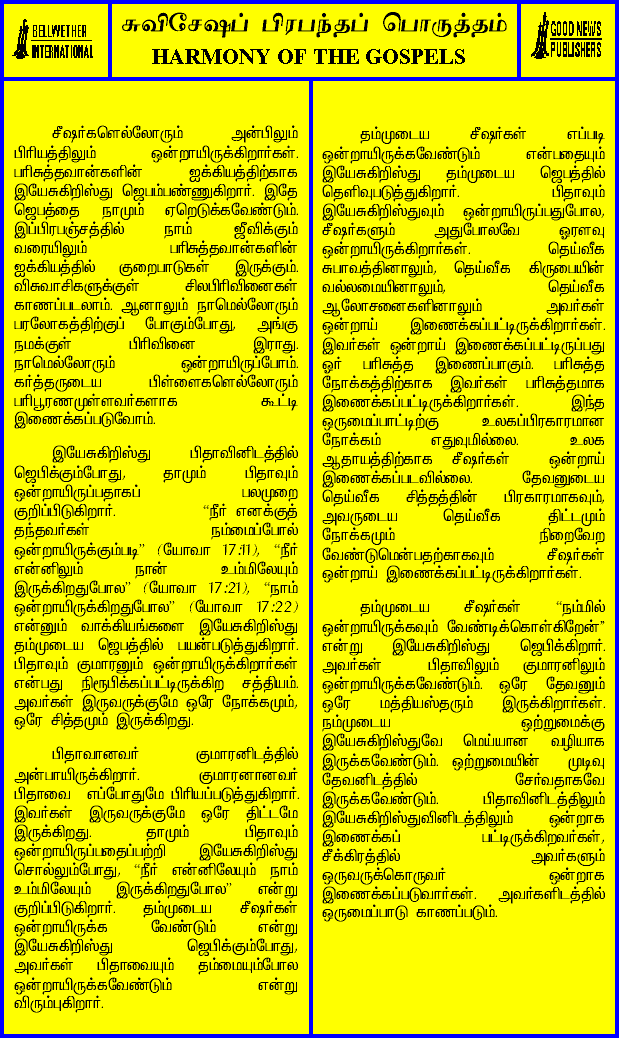 BELLWETHER
INTERNATIONAL
சுவிசேஷப் பிரபந்தப் பொருத்தம்
HARMONY OF THE GOSPELS
GOOD NEWS
PUBLISHERS
சீஷர்களெல்லோரும் அன்பிலும்
பிரியத்திலும் ஒன்றாயிருக்கிறார்கள்.
பரிசுத்தவான்களின் ஐக்கியத்திற்காக
இயேசுகிறிஸ்து ஜெபம்பண்ணுகிறார். இதே
ஜெபத்தை நாமும் ஏறெடுக்கவேண்டும்.
இப்பிரபஞ்சத்தில் நாம் ஜீவிக்கும்
வரையிலும் பரிசுத்தவான்களின்
ஐக்கியத்தில் குறைபாடுகள் இருக்கும்.
விசுவாசிகளுக்குள் சிலபிரிவினைகள்
காணப்படலாம். ஆனாலும் நாமெல்லோரும்
பரலோகத்திற்குப் போகும்போது, அங்கு
நமக்குள் பிரிவினை இராது.
நாமெல்லோரும் ஒன்றாயிருப்போம்.
கர்த்தருடைய பிள்ளைகளெல்லோரும்
பரிபூரணமுள்ளவர்களாக கூட்டி
இணைக்கப்படுவோம்.
இயேசுகிறிஸ்து பிதாவினிடத்தில்
ஜெபிக்கும்போது, தாமும் பிதாவும்
ஒன்றாயிருப்பதாகப் பலமுறை
குறிப்பிடுகிறார். “நீர் எனக்குத்
தந்தவர்கள் நம்மைப்போல்
ஒன்றாயிருக்கும்படி” (யோவா 17:11), “நீர்
என்னிலும் நான் உம்மிலேயும்
இருக்கிறதுபோல” (யோவா 17:21), “நாம்
ஒன்றாயிருக்கிறதுபோல” (யோவா 17:22)
என்னும் வாக்கியங்களை இயேசுகிறிஸ்து
தம்முடைய ஜெபத்தில் பயன்படுத்துகிறார்.
பிதாவும் குமாரனும் ஒன்றாயிருக்கிறார்கள்
என்பது நிரூபிக்கப்பட்டிருக்கிற சத்தியம்.
அவர்கள் இருவருக்குமே ஒரே நோக்கமும்,
ஒரே சித்தமும் இருக்கிறது.
பிதாவானவர் குமாரனிடத்தில்
அன்பாயிருக்கிறார். குமாரனானவர்
பிதாவை எப்போதுமே பிரியப்படுத்துகிறார்.
இவர்கள் இருவருக்குமே ஒரே திட்டமே
இருக்கிறது. தாமும் பிதாவும்
ஒன்றாயிருப்பதைப்பற்றி இயேசுகிறிஸ்து
சொல்லும்போது, “நீர் என்னிலேயும் நாம்
உம்மிலேயும் இருக்கிறதுபோல” என்று
குறிப்பிடுகிறார். தம்முடைய சீஷர்கள்
ஒன்றாயிருக்க வேண்டும் என்று
இயேசுகிறிஸ்து ஜெபிக்கும்போது,
அவர்கள் பிதாவையும் தம்மையும்போல
ஒன்றாயிருக்கவேண்டும் என்று
விரும்புகிறார்.
தம்முடைய சீஷர்கள் எப்படி
ஒன்றாயிருக்கவேண்டும் என்பதையும்
இயேசுகிறிஸ்து தம்முடைய ஜெபத்தில்
தெளிவுபடுத்துகிறார். பிதாவும்
இயேசுகிறிஸ்துவும் ஒன்றாயிருப்பதுபோல,
சீஷர்களும் அதுபோலவே ஓரளவு
ஒன்றாயிருக்கிறார்கள். தெய்வீக
சுபாவத்தினாலும், தெய்வீக கிருபையின்
வல்லமையினாலும், தெய்வீக
ஆலோசனைகளினாலும் அவர்கள்
ஒன்றாய் இணைக்கப்பட்டிருக்கிறார்கள்.
இவர்கள் ஒன்றாய் இணைக்கப்பட்டிருப்பது
ஓர் பரிசுத்த இணைப்பாகும். பரிசுத்த
நோக்கத்திற்காக இவர்கள் பரிசுத்தமாக
இணைக்கப்பட்டிருக்கிறார்கள். இந்த
ஒருமைப்பாட்டிற்கு உலகப்பிரகாரமான
நோக்கம் எதுவுமில்லை. உலக
ஆதாயத்திற்காக சீஷர்கள் ஒன்றாய்
இணைக்கப்படவில்லை. தேவனுடைய
தெய்வீக சித்தத்தின் பிரகாரமாகவும்,
அவருடைய தெய்வீக திட்டமும்
நோக்கமும் நிறைவேற
வேண்டுமென்பதற்காகவும் சீஷர்கள்
ஒன்றாய் இணைக்கப்பட்டிருக்கிறார்கள்.
தம்முடைய சீஷர்கள் “நம்மில்
ஒன்றாயிருக்கவும் வேண்டிக்கொள்கிறேன்”
என்று இயேசுகிறிஸ்து ஜெபிக்கிறார்.
அவர்கள் பிதாவிலும் குமாரனிலும்
ஒன்றாயிருக்கவேண்டும். ஒரே தேவனும்
ஒரே மத்தியஸ்தரும் இருக்கிறார்கள்.
நம்முடைய ஒற்றுமைக்கு
இயேசுகிறிஸ்துவே மெய்யான வழியாக
இருக்கவேண்டும். ஒற்றுமையின் முடிவு
தேவனிடத்தில் சேர்வதாகவே
இருக்கவேண்டும். பிதாவினிடத்திலும்
இயேசுகிறிஸ்துவினிடத்திலும் ஒன்றாக
இணைக்கப் பட்டிருக்கிறவர்கள்,
சீக்கிரத்தில் அவர்களும்
ஒருவருக்கொருவர் ஒன்றாக
இணைக்கப்படுவார்கள். அவர்களிடத்தில்
ஒருமைப்பாடு காணப்படும்.